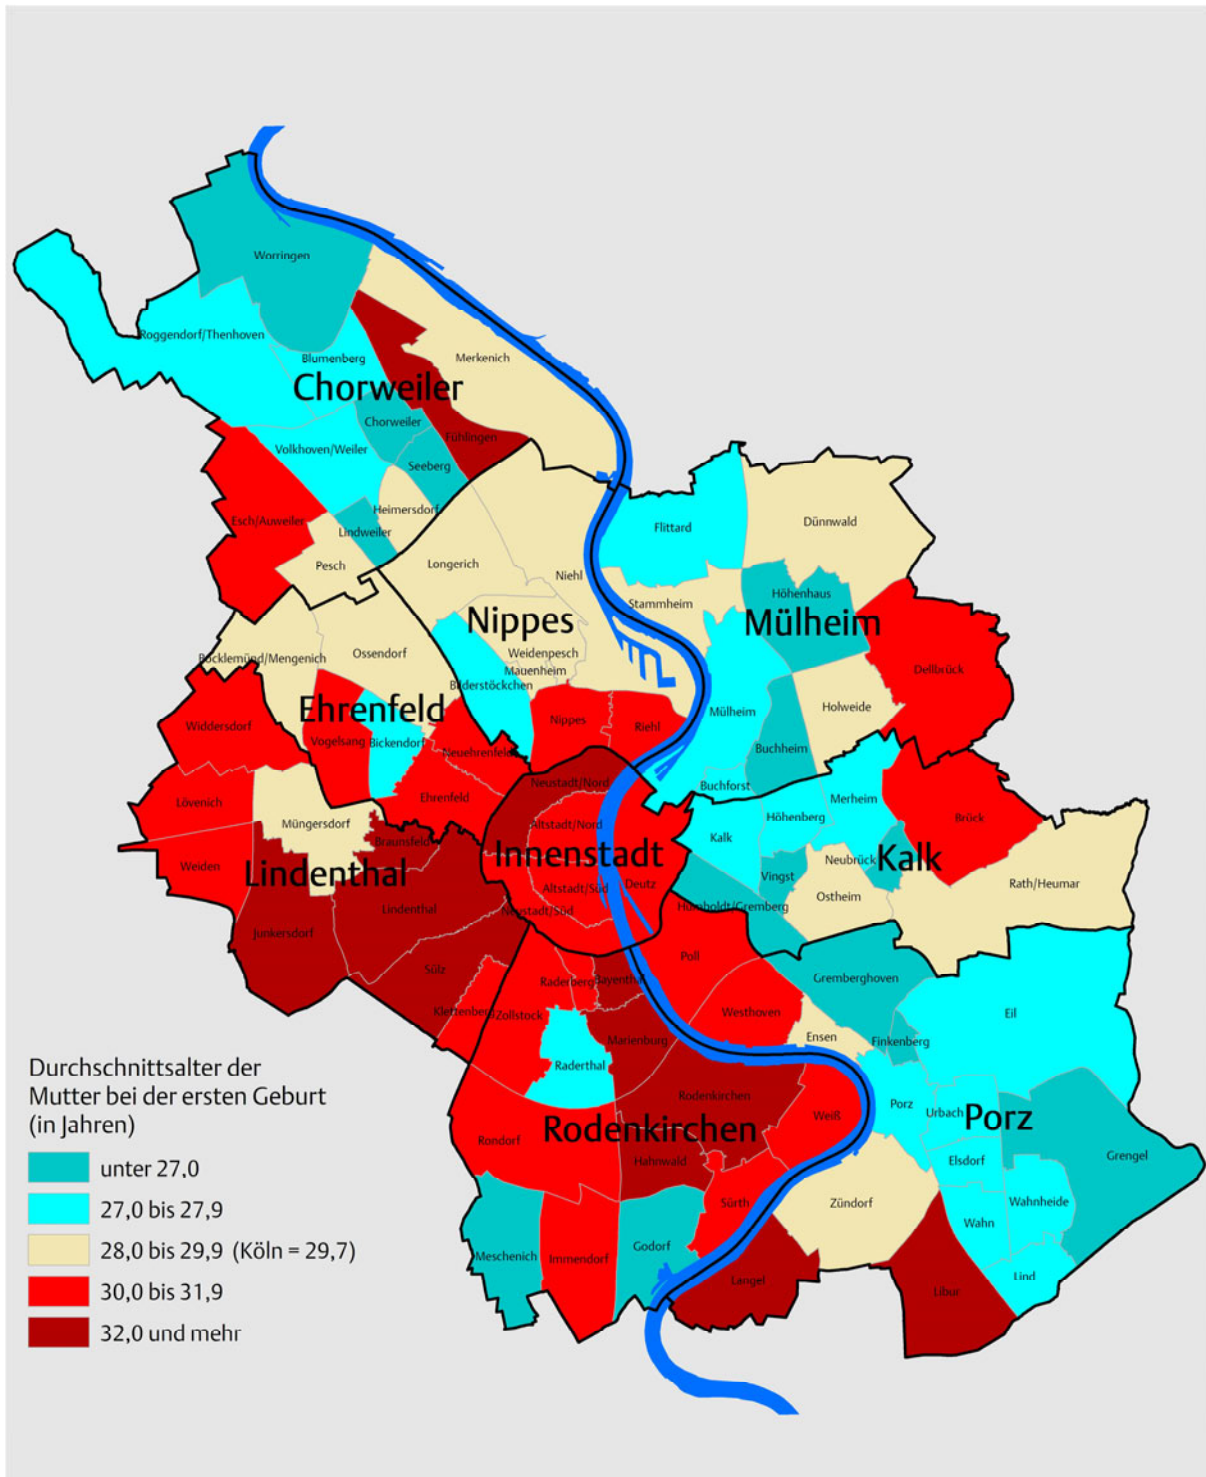 Worringen
Roggendorf/Thenhoven
Blumenberg
Merkenich
Chorweiler
Chorweiler
Fühlingen
Volkhoven/Weiler
Seeberg
Heimersdorf
Esch/Auweiler
Lindweiler
Pesch
Longerich
Niehl
Flittard
Dünnwald
Stammheim
Höhenhaus
Nippes
Mülheim
Weidenpesch
Mauenheim
Bocklemünd/Mengenich
Ossendorf
Bilderstöckchen
Dellbrück
Holweide
Ehrenfeld
Widdersdorf
Vogelsang
Bickendorf
Neuehrenfeld
Nippes
Riehl
Mülheim
Buchheim
Buchforst
Neustadt/Nord
Ehrenfeld
Lövenich
Müngersdorf
Altstadt/Nord
Kalk
Höhenberg
Merheim
Brück
Braunsfeld
Innenstadt
Weiden
Lindenthal
Altstadt/Süd
Deutz
Vingst
Neubrück
Kalk
Ostheim
Rath/Heumar
Lindenthal
Neustadt/Süd
Humboldt/Gremberg
Junkersdorf
Sülz
Raderberg
Bayenthal
Poll
Gremberghoven
Klettenberg
Zollstock
Westhoven
Eil
Marienburg
Ensen
Finkenberg
Raderthal
Rodenkirchen
Porz
Urbach
Porz
Weiß
Rondorf
Rodenkirchen
Hahnwald
Elsdorf
Grengel
Sürth
Zündorf
Wahnheide
Wahn
Meschenich
Immendorf
Godorf
Langel
Libur
Lind
Durchschnittsalter der
Mutter bei der ersten Geburt
(in Jahren)
unter 27,0
27,0 bis 27,9
28,0 bis 29,9 (Köln = 29,7)
30,0 bis 31,9
32,0 und mehr